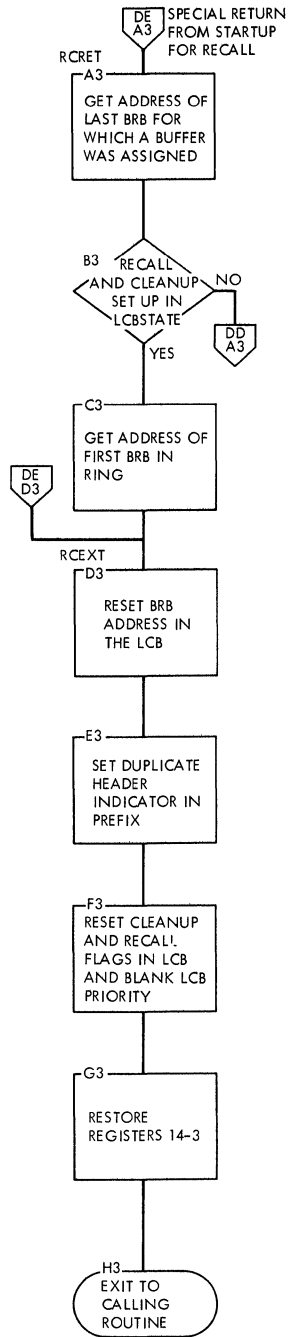 DE
A3
SPECIAL RETURN
FROM STARTUP
FOR RECALL
RCRET
A3
GET ADDRESS OF
LAST BRB FOR
WHICH A BUFFER
WAS ASSIGNED
B3
RECALL
AND CLEANUP
SET UP IN
LCBSTATE
NO
DD
A3
YES
C3
GET ADDRESS OF
FIRST BRB IN
RING
DE
D3
RCEXT
D3
RESET BRB
ADDRESS IN
THE LCB
E3
SET DUPLICATE
HEADER
INDICATOR IN
PREFIX
F3
RESET CLEANUP
AND RECALL
FLAGS IN LCB
AND BLANK LCB
PRIORITY
G3
RESTORE
REGISTERS 14-3
H3
EXIT TO
CALLING
ROUTINE